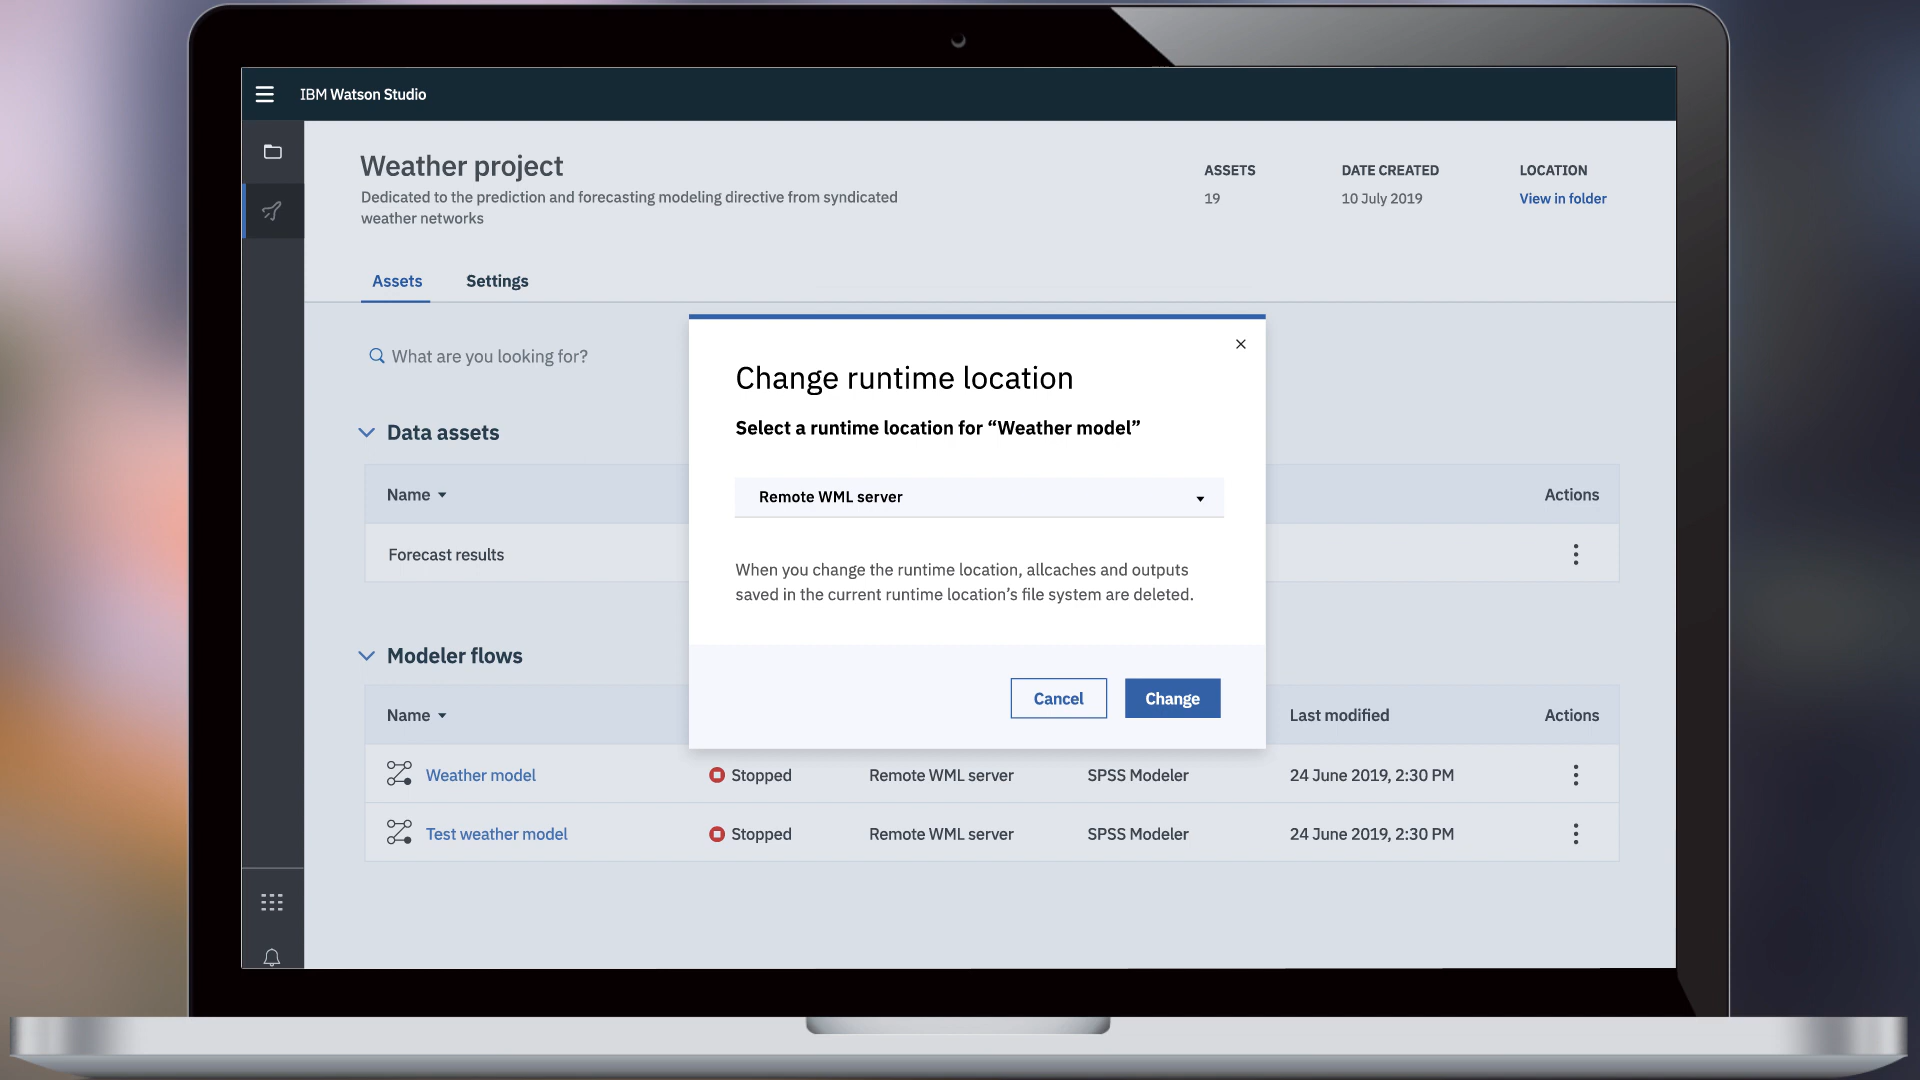 IBM Watson Studio
Weather project
Dedicated to the prediction and forecasting modeling directive from syndicated
weather networks
ASSETS
19
DATE CREATED
10 July 2019
LOCATION
View in folder
Assets
Settings
What are you looking for?
Data assets
Name
Actions
Forecast results
Modeler flows
Name
Last modified
Actions
Weather model
Stopped
Remote WML server
SPSS Modeler
24 June 2019, 2:30 PM
Test weather model
Stopped
Remote WML server
SPSS Modeler
24 June 2019, 2:30 PM
Change runtime location
Select a runtime location for “Weather model”
Remote WML server
When you change the runtime location, allcaches and outputs
saved in the current runtime location’s file system are deleted.
Cancel
Change